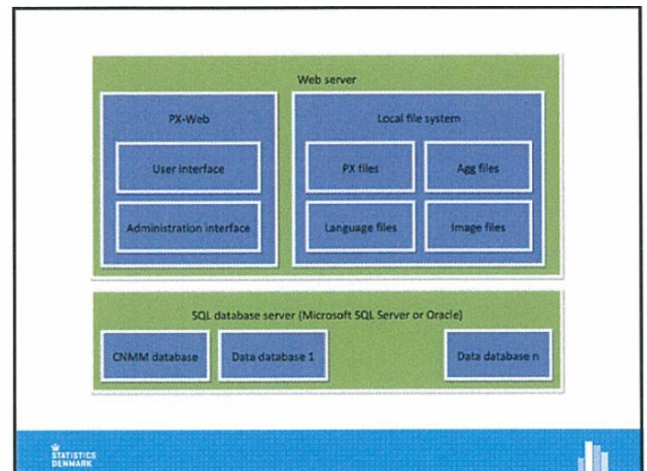 Web server
PX-Web
User interface
Administration interface
Local file system
PX files
Agg files
Language files
Image files
SQL database server (Microsoft SQL Server or Oracle)
CNMM database
Data database 1
Data database n
STATISTICS
DENMARK